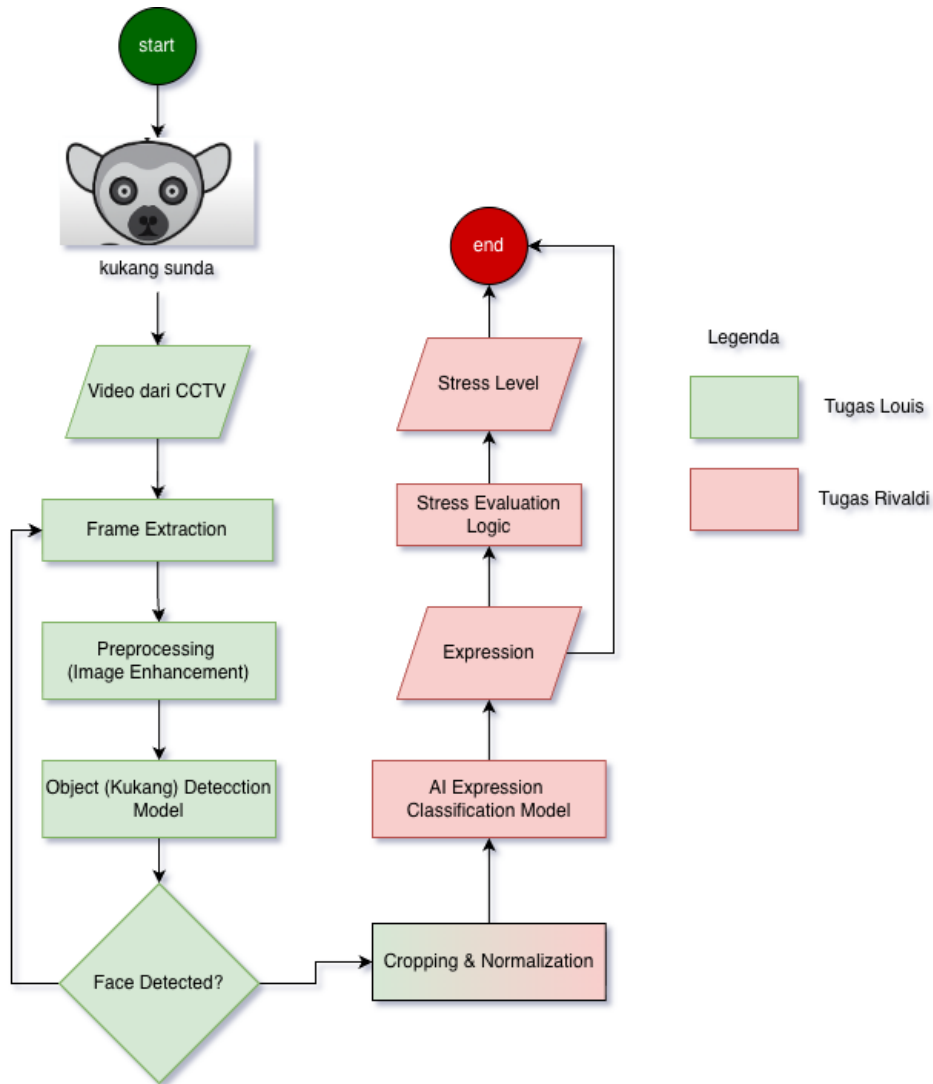 start
kukang sunda
Video dari CCTV
Frame Extraction
Preprocessing
(Image Enhancement)
Object (Kukang) Detecction
Model
Face Detected?
Cropping & Normalization
AI Expression
Classification Model
Expression
Stress Evaluation
Logic
Stress Level
end
Legenda
Tugas Louis
Tugas Rivaldi